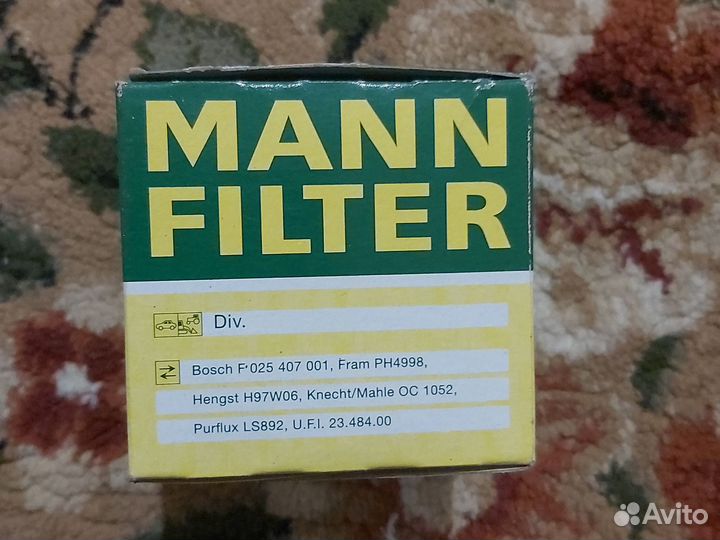 MANN
FILTER
Div.
Bosch F 025 407 001, Fram PH4998,
Hengst H97W06, Knecht/Mahle OC 1052,
Purflux LS892, U.F.I. 23.484.00
Avito